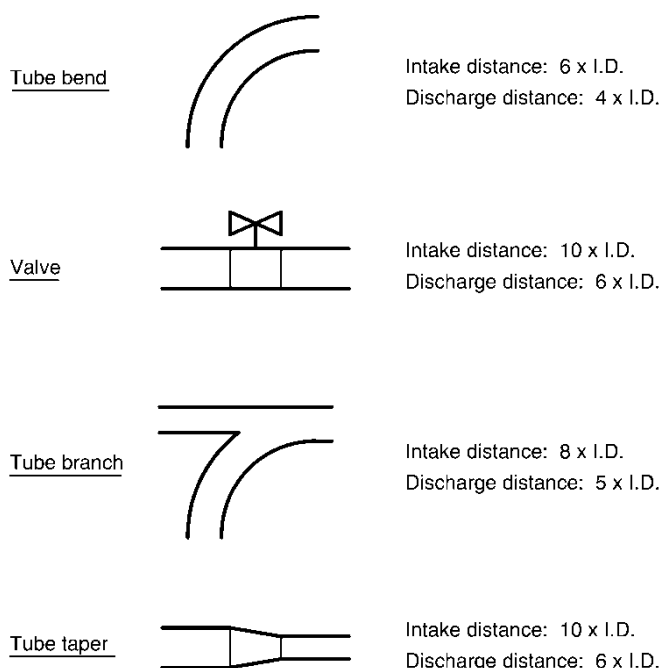 Tube bend
Intake distance: 6 x I.D.
Discharge distance: 4 x I.D.
Valve
Intake distance: 10 x I.D.
Discharge distance: 6 x I.D.
Tube branch
Intake distance: 8 x I.D.
Discharge distance: 5 x I.D.
Tube taper
Intake distance: 10 x I.D.
Discharge distance: 6 x I.D.